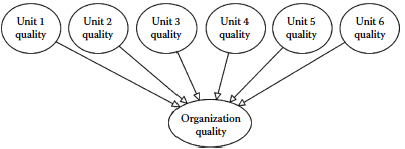 Unit 1
quality
Unit 2
quality
Unit 3
quality
Unit 4
quality
Unit 5
quality
Unit 6
quality
Organization
quality